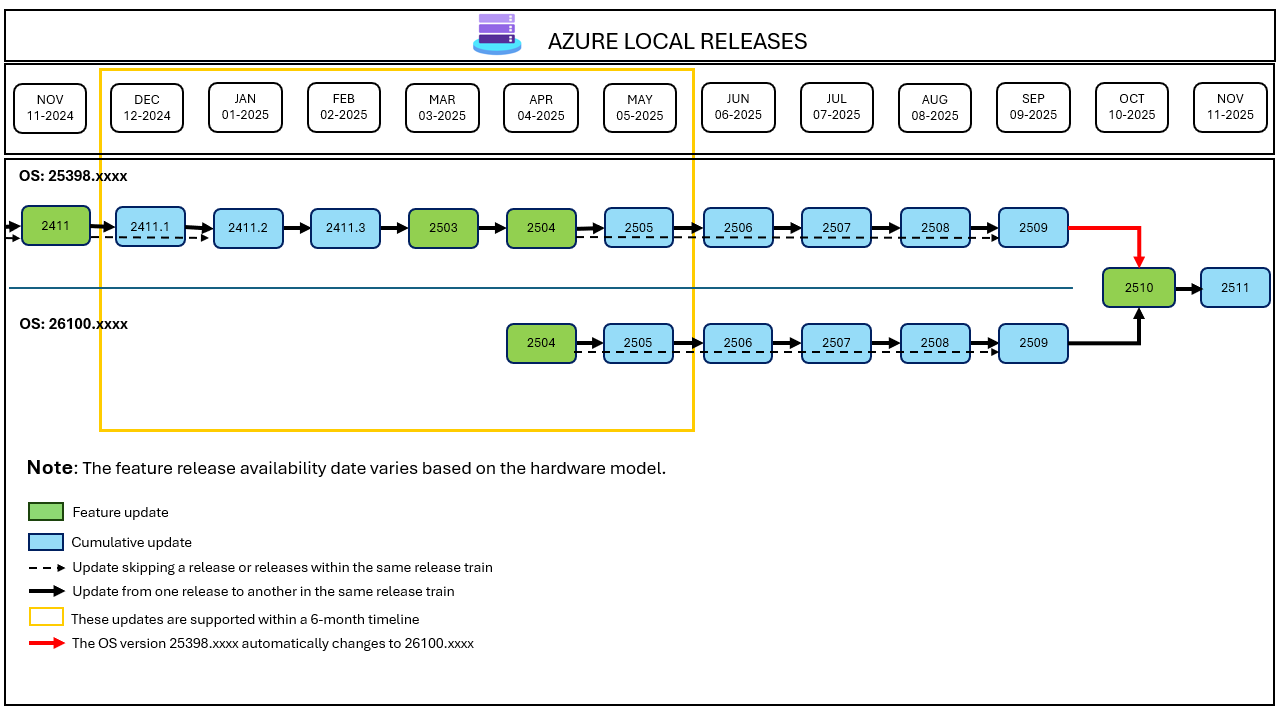 AZURE LOCAL RELEASES
NOV
11-2024
DEC
12-2024
JAN
01-2025
FEB
02-2025
MAR
03-2025
APR
04-2025
MAY
05-2025
JUN
06-2025
JUL
07-2025
AUG
08-2025
SEP
09-2025
OCT
10-2025
NOV
11-2025
OS: 25398.xxxx
2411
2411.1
2411.2
2411.3
2503
2504
2505
2506
2507
2508
2509
2510
2511
OS: 26100.xxxx
2504
2505
2506
2507
2508
2509
Note: The feature release availability date varies based on the hardware model.
Feature update
Cumulative update
Update skipping a release or releases within the same release train
Update from one release to another in the same release train
These updates are supported within a 6-month timeline
The OS version 25398.xxxx automatically changes to 26100.xxxx